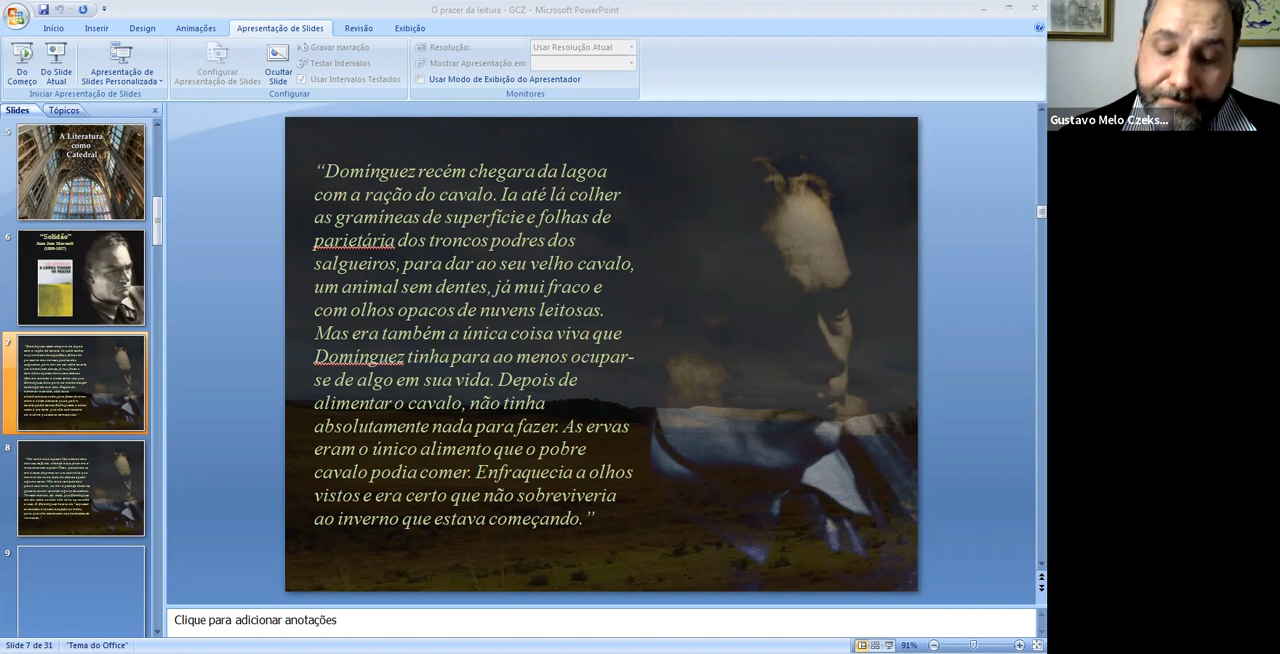 O prazer da leitura - GCZ - Microsoft PowerPoint
Início Inserir Design Animações Apresentação de Slides Revisão Exibição
Do Começo
Do Slide Atual
Apresentação de Slides Personalizada
Iniciar Apresentação de Slides
Configurar Apresentação de Slides
Ocultar Slide
Gravar narração
Testar Intervalos
Usar Intervalos Testados
Configurar
Resolução: Usar Resolução Atual
Mostrar Apresentação em:
Usar Modo de Exibição do Apresentador
Monitores
Slides Tópicos
5
A Literatura
como
Catedral
6
"Solidão"
7
8
9
“Domínguez recém chegara da lagoa
com a ração do cavalo. Ia até lá colher
as gramíneas de superfície e folhas de
parietária dos troncos podres dos
salgueiros, para dar ao seu velho cavalo,
um animal sem dentes, já mui fraco e
com olhos opacos de nuvens leitosas.
Mas era também a única coisa viva que
Domínguez tinha para ao menos ocupar-
se de algo em sua vida. Depois de
alimentar o cavalo, não tinha
absolutamente nada para fazer. As ervas
eram o único alimento que o pobre
cavalo podia comer. Enfraquecia a olhos
vistos e era certo que não sobreviveria
ao inverno que estava começando.”
Gustavo Melo Czeks...
Clique para adicionar anotações
Slide 7 de 31 "Tema do Office" 91%